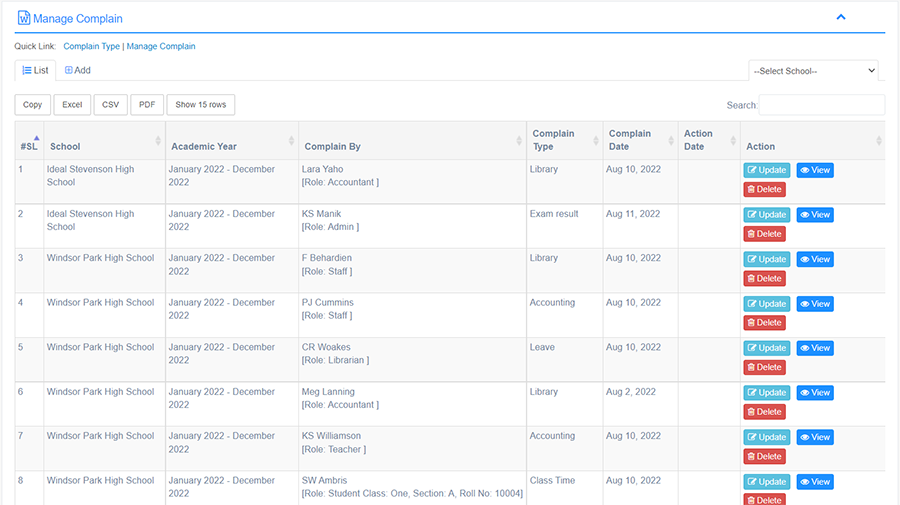 Manage Complain
Quick Link: Complain Type | Manage Complain
List Add
--Select School--
Copy Excel CSV PDF Show 15 rows
Search:
#SL School Academic Year Complain By Complain Type Complain Date Action Date Action
1 Ideal Stevenson High School January 2022 - December 2022 Lara Yaho [Role: Accountant ] Library Aug 10, 2022 Update View Delete
2 Ideal Stevenson High School January 2022 - December 2022 KS Manik [Role: Admin ] Exam result Aug 11, 2022 Update View Delete
3 Windsor Park High School January 2022 - December 2022 F Behardien [Role: Staff ] Library Aug 10, 2022 Update View Delete
4 Windsor Park High School January 2022 - December 2022 PJ Cummins [Role: Staff ] Accounting Aug 10, 2022 Update View Delete
5 Windsor Park High School January 2022 - December 2022 CR Woakes [Role: Librarian ] Leave Aug 10, 2022 Update View Delete
6 Windsor Park High School January 2022 - December 2022 Meg Lanning [Role: Accountant ] Library Aug 2, 2022 Update View Delete
7 Windsor Park High School January 2022 - December 2022 KS Williamson [Role: Teacher ] Accounting Aug 10, 2022 Update View Delete
8 Windsor Park High School January 2022 - December 2022 SW Ambris [Role: Student Class: One, Section: A, Roll No: 10004] Class Time Aug 10, 2022 Update View Delete